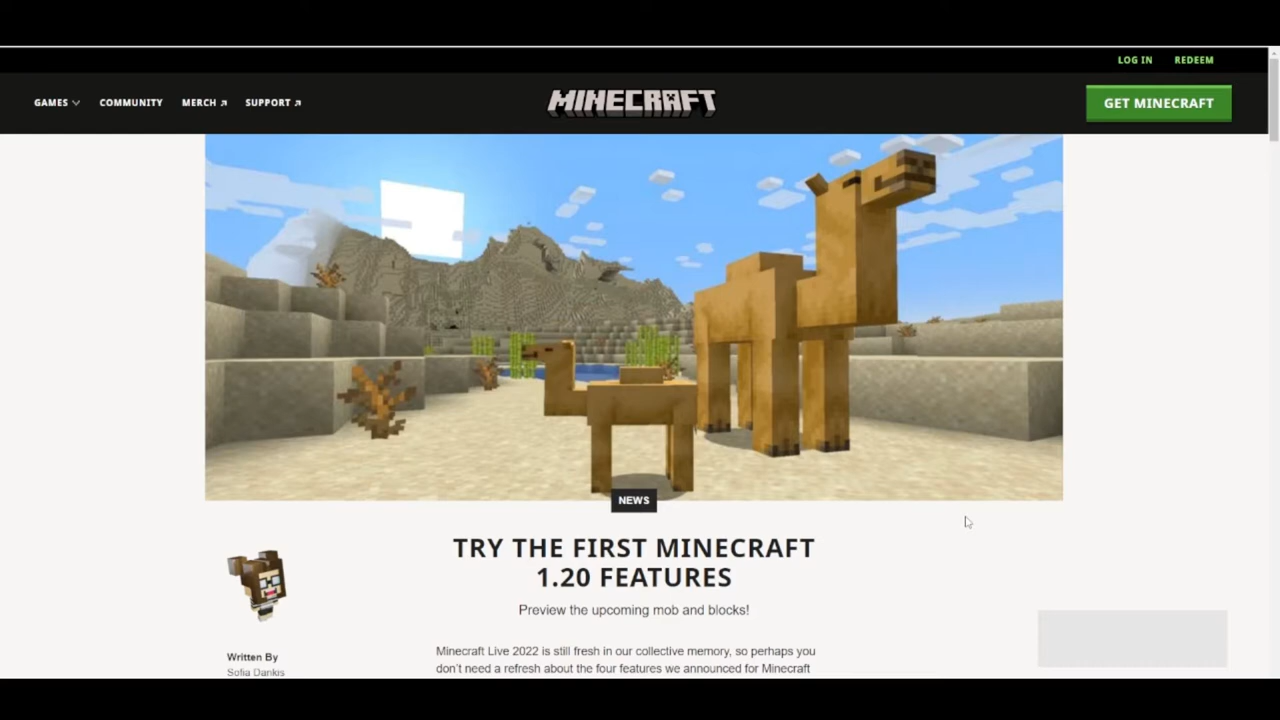 LOG IN REDEEM
GAMES COMMUNITY MERCH SUPPORT MINECRAFT GET MINECRAFT
NEWS
TRY THE FIRST MINECRAFT
1.20 FEATURES
Preview the upcoming mob and blocks!
Minecraft Live 2022 is still fresh in our collective memory, so perhaps you
don't need a refresh about the four features we announced for Minecraft
Written By
Sofia Dankis